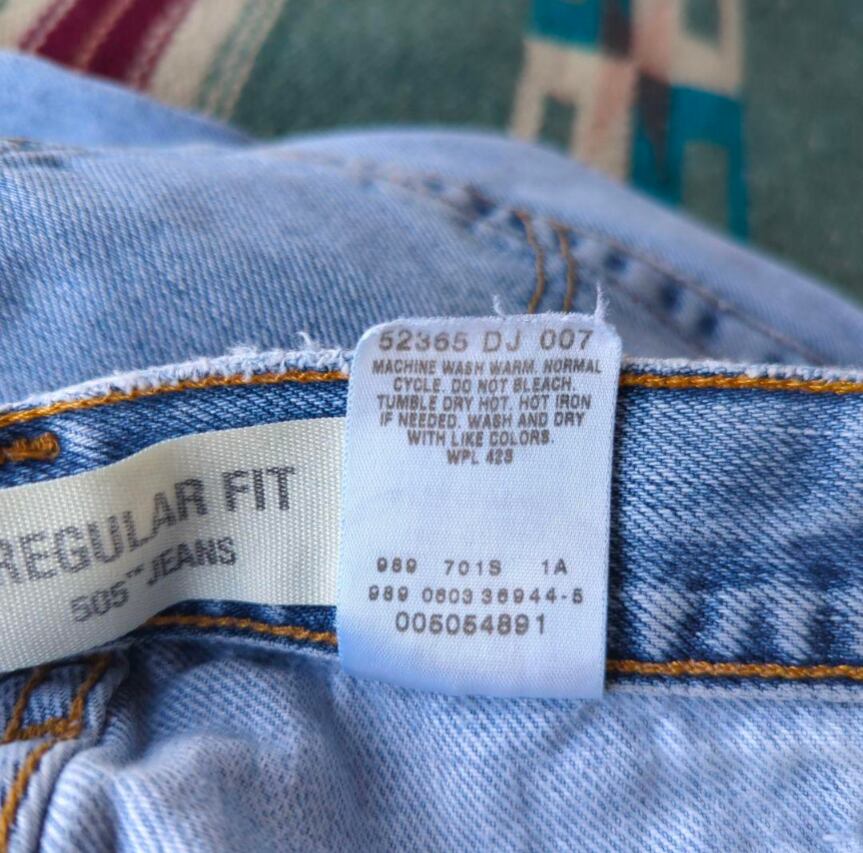 REGULAR FIT
505™ JEANS
52365 DJ 007
MACHINE WASH WARM. NORMAL
CYCLE. DO NOT BLEACH.
TUMBLE DRY HOT. HOT IRON
IF NEEDED. WASH AND DRY
WITH LIKE COLORS.
WPL 423
989 701S 1A
989 0603 36944-5
005054891